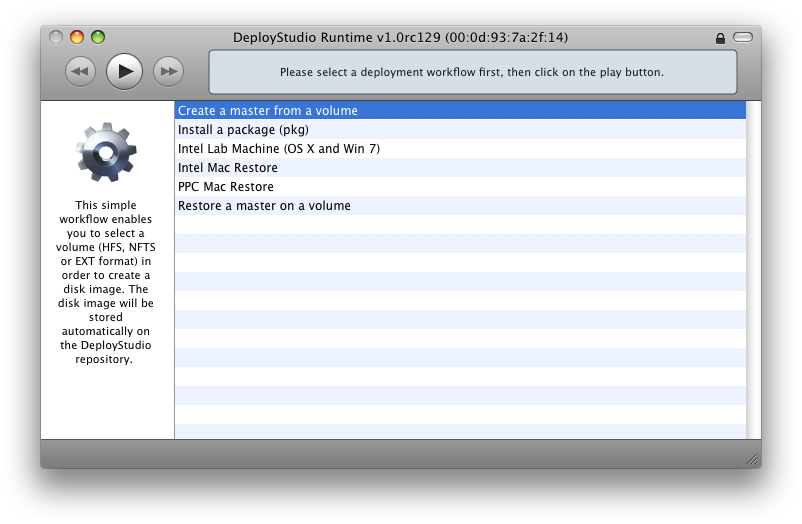 DeployStudio Runtime v1.0rc129 (00:0d:93:7a:2f:14)
Please select a deployment workflow first, then click on the play button.
This simple
workflow enables
you to select a
volume (HFS, NFTS
or EXT format) in
order to create a
disk image. The
disk image will be
stored
automatically on
the DeployStudio
repository.
Create a master from a volume
Install a package (pkg)
Intel Lab Machine (OS X and Win 7)
Intel Mac Restore
PPC Mac Restore
Restore a master on a volume